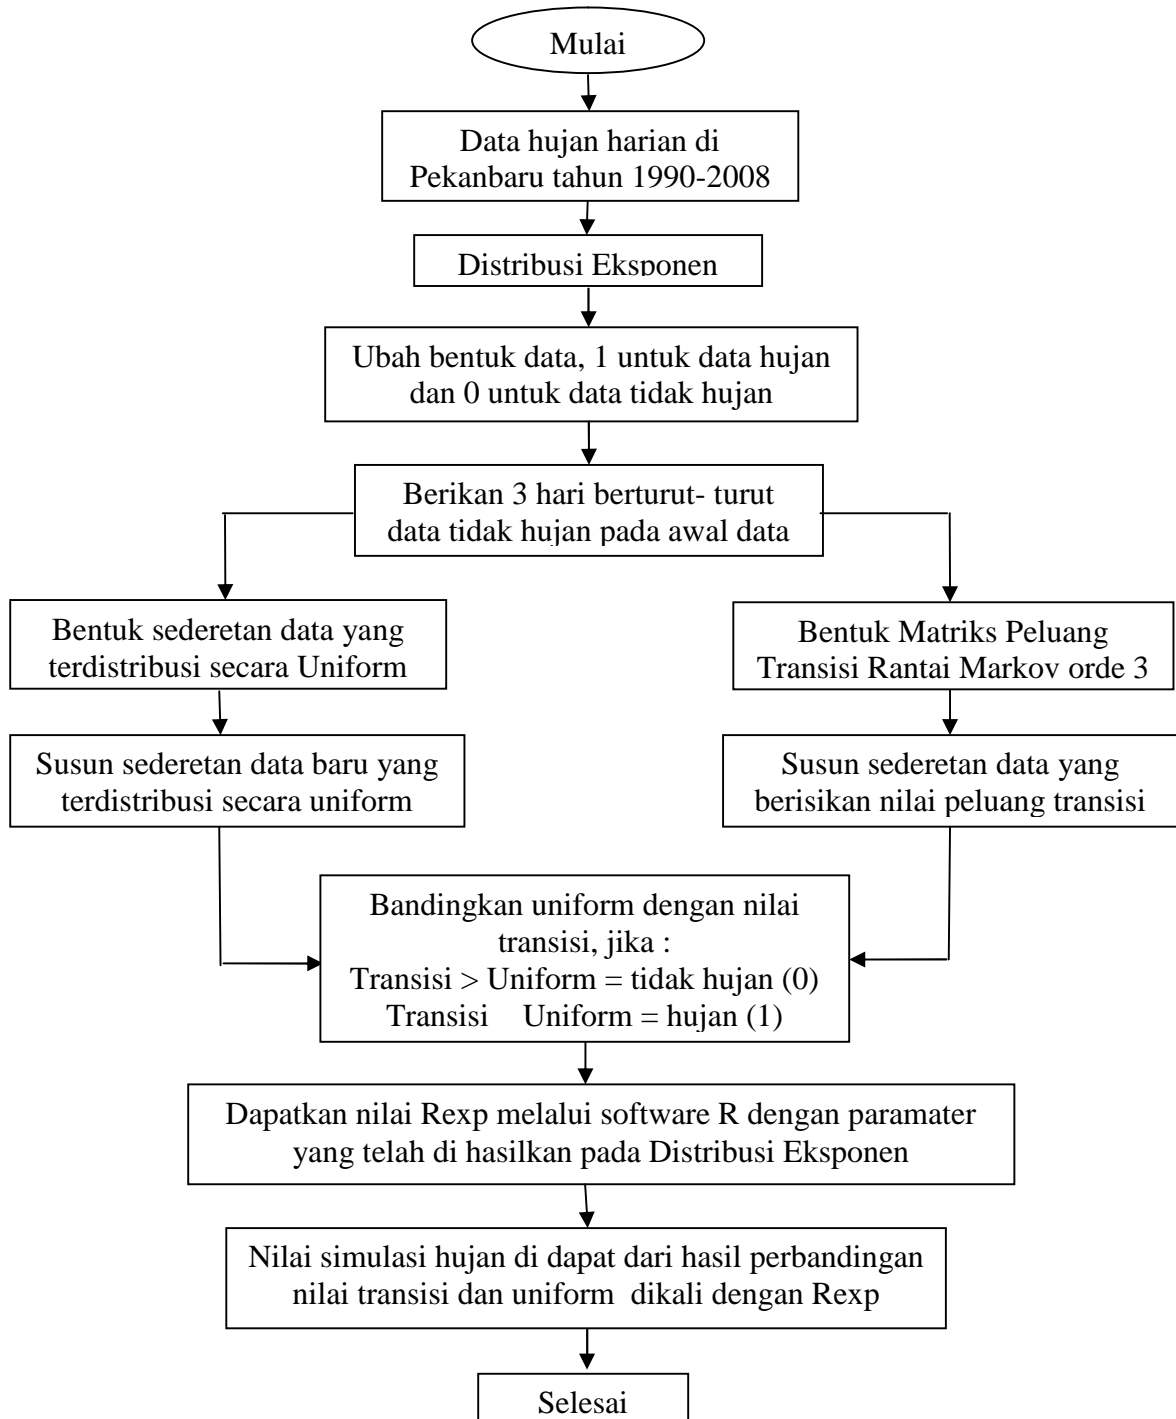 Mulai
Data hujan harian di
Pekanbaru tahun 1990-2008
Distribusi Eksponen
Ubah bentuk data, 1 untuk data hujan
dan 0 untuk data tidak hujan
Berikan 3 hari berturut- turut
data tidak hujan pada awal data
Bentuk sederetan data yang
terdistribusi secara Uniform
Bentuk Matriks Peluang
Transisi Rantai Markov orde 3
Susun sederetan data baru yang
terdistribusi secara uniform
Susun sederetan data yang
berisikan nilai peluang transisi
Bandingkan uniform dengan nilai
transisi, jika :
Transisi > Uniform = tidak hujan (0)
Transisi Uniform = hujan (1)
Dapatkan nilai Rexp melalui software R dengan paramater
yang telah di hasilkan pada Distribusi Eksponen
Nilai simulasi hujan di dapat dari hasil perbandingan
nilai transisi dan uniform dikali dengan Rexp
Selesai